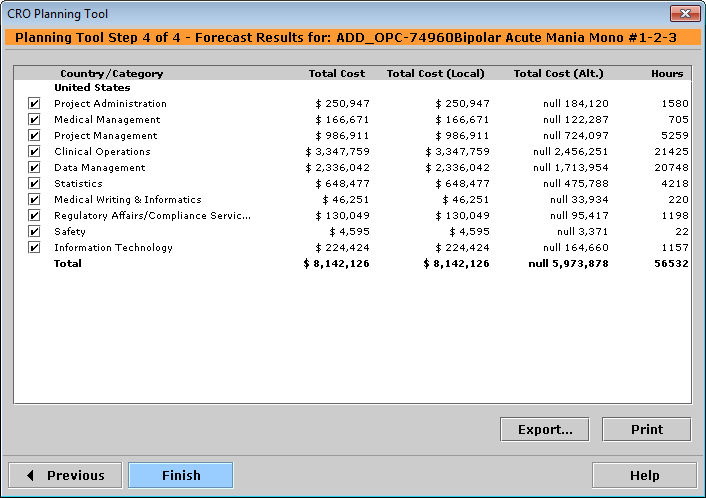 CRO Planning Tool
Planning Tool Step 4 of 4 - Forecast Results for: ADD_OPC-74960Bipolar Acute Mania Mono #1-2-3
Country/Category Total Cost Total Cost (Local) Total Cost (Alt.) Hours
United States
Project Administration $ 250,947 $ 250,947 null 184,120 1580
Medical Management $ 166,671 $ 166,671 null 122,287 705
Project Management $ 986,911 $ 986,911 null 724,097 5259
Clinical Operations $ 3,347,759 $ 3,347,759 null 2,456,251 21425
Data Management $ 2,336,042 $ 2,336,042 null 1,713,954 20748
Statistics $ 648,477 $ 648,477 null 475,788 4218
Medical Writing & Informatics $ 46,251 $ 46,251 null 33,934 220
Regulatory Affairs/Compliance Servic... $ 130,049 $ 130,049 null 95,417 1198
Safety $ 4,595 $ 4,595 null 3,371 22
Information Technology $ 224,424 $ 224,424 null 164,660 1157
Total $ 8,142,126 $ 8,142,126 null 5,973,878 56532
Export... Print
Previous Finish Help